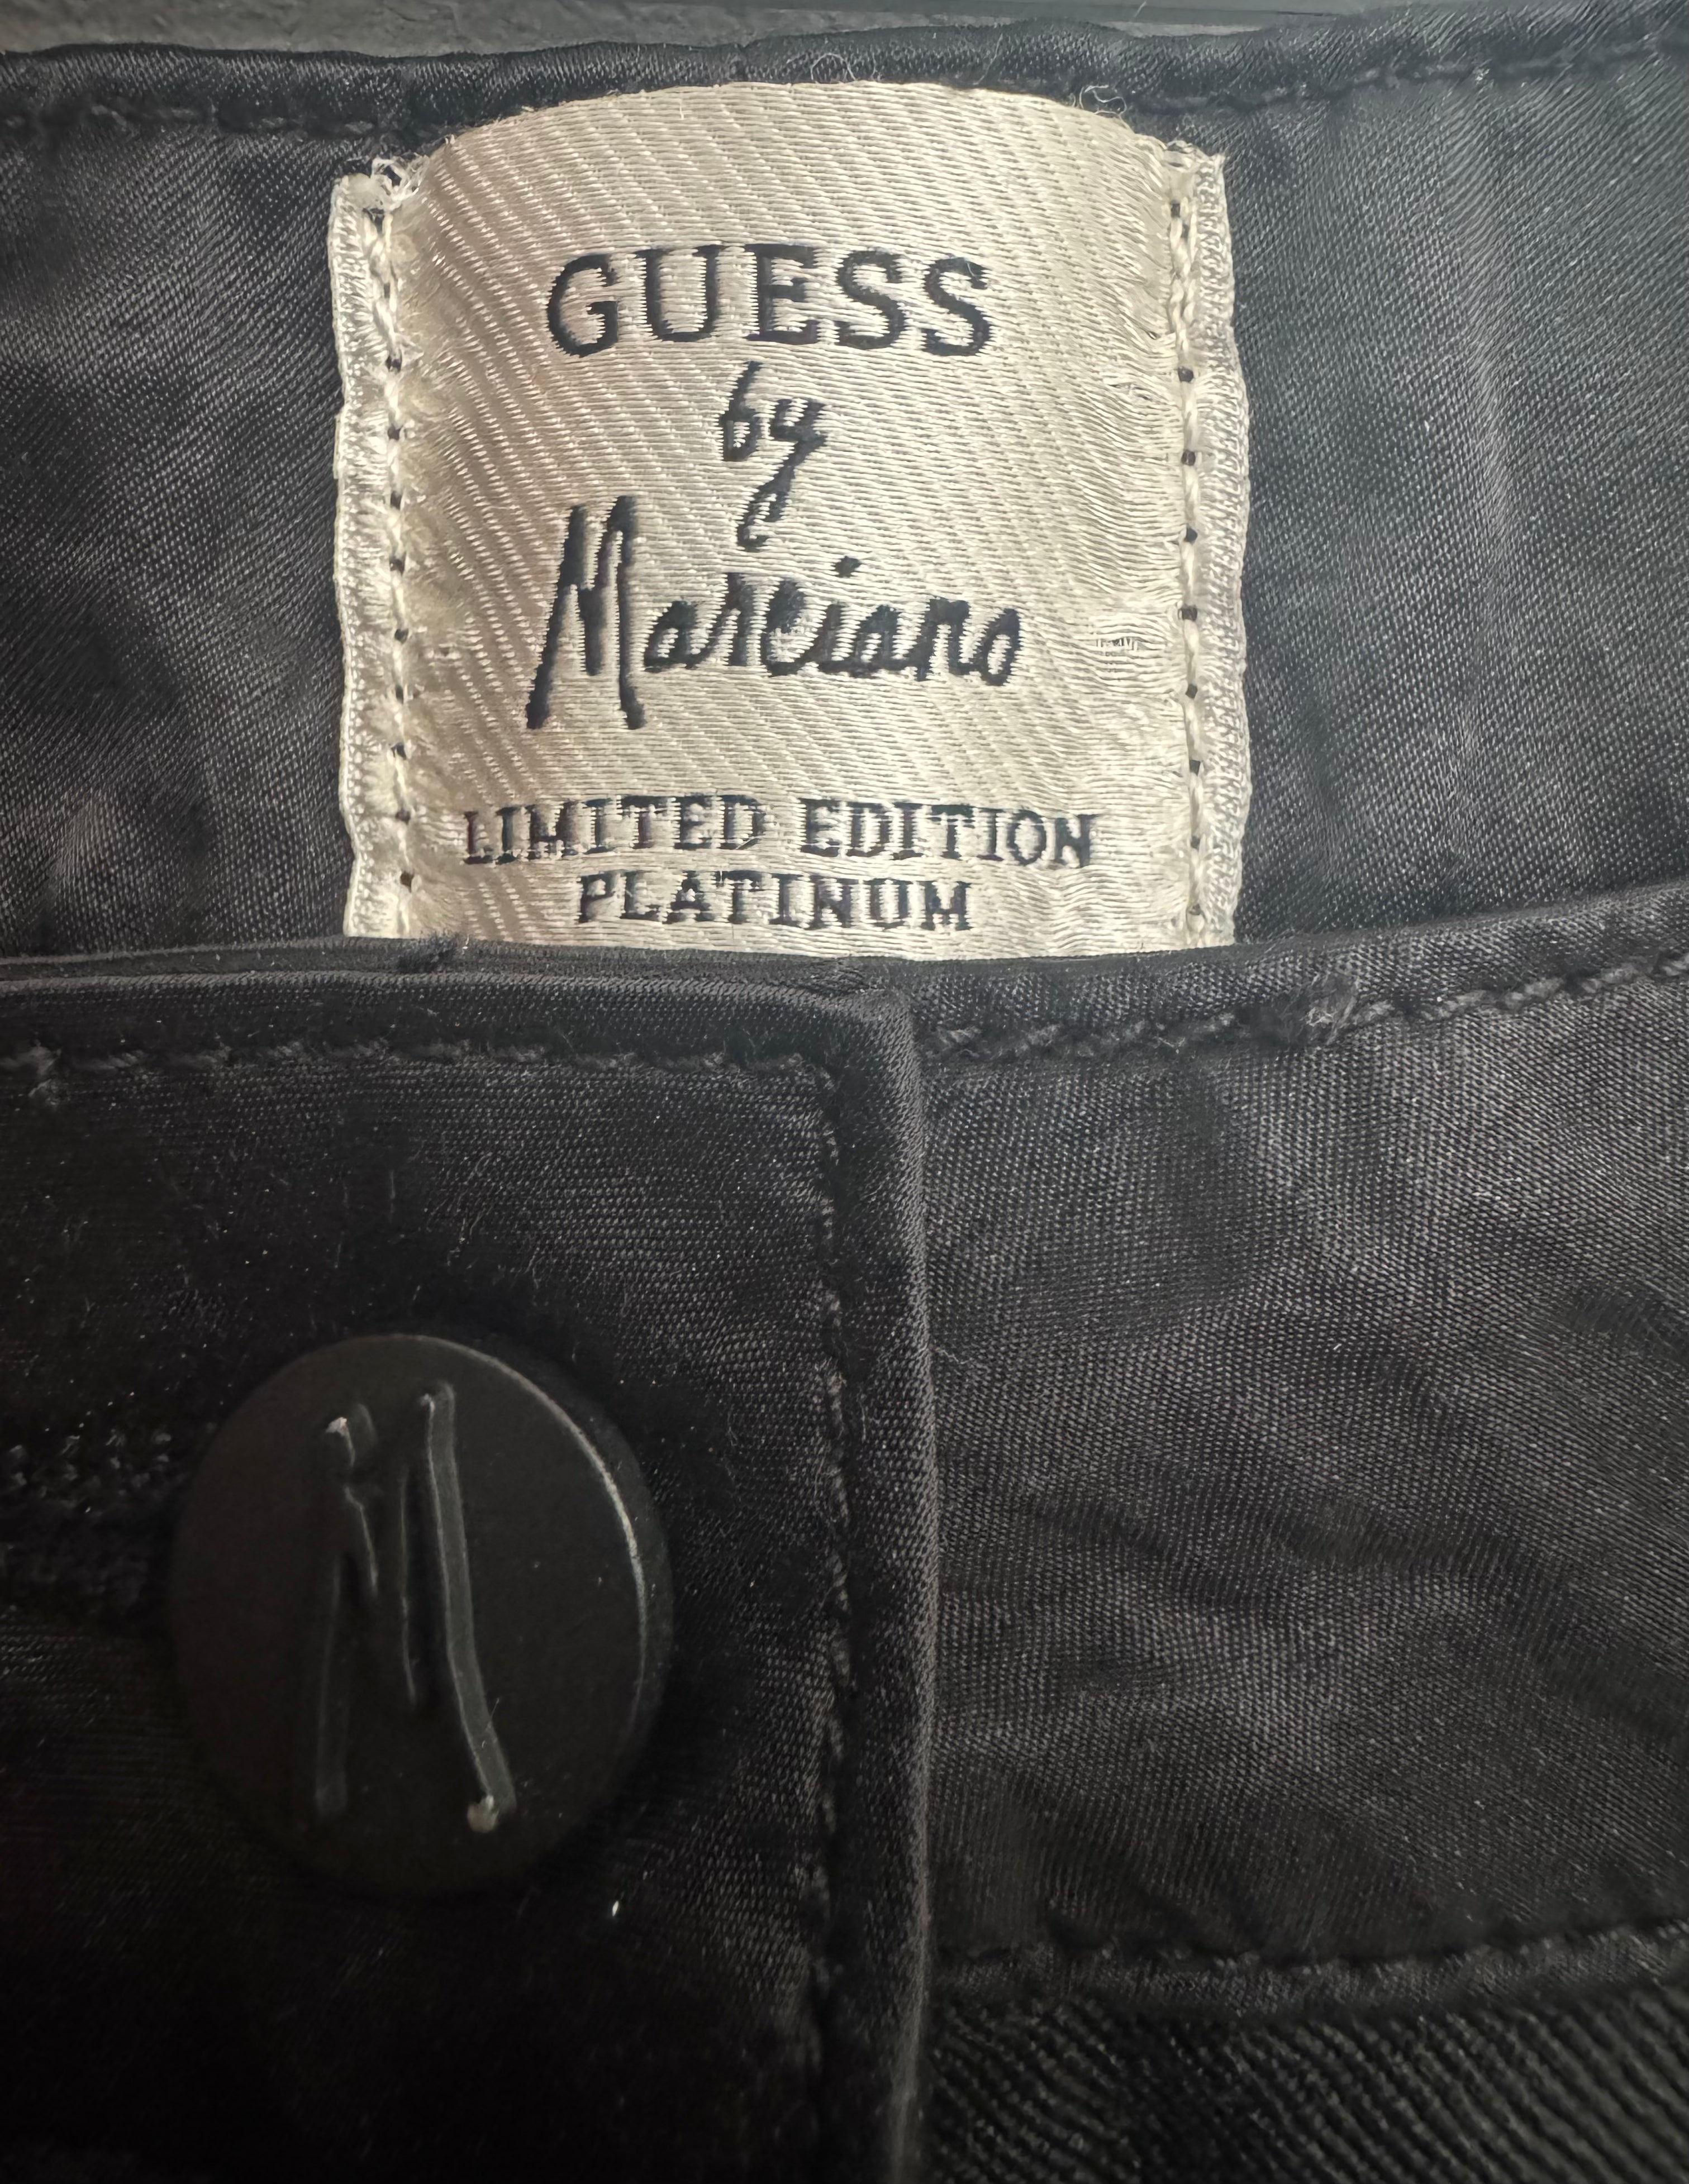 GUESS
by
Marciano
LIMITED EDITION
PLATINUM
M